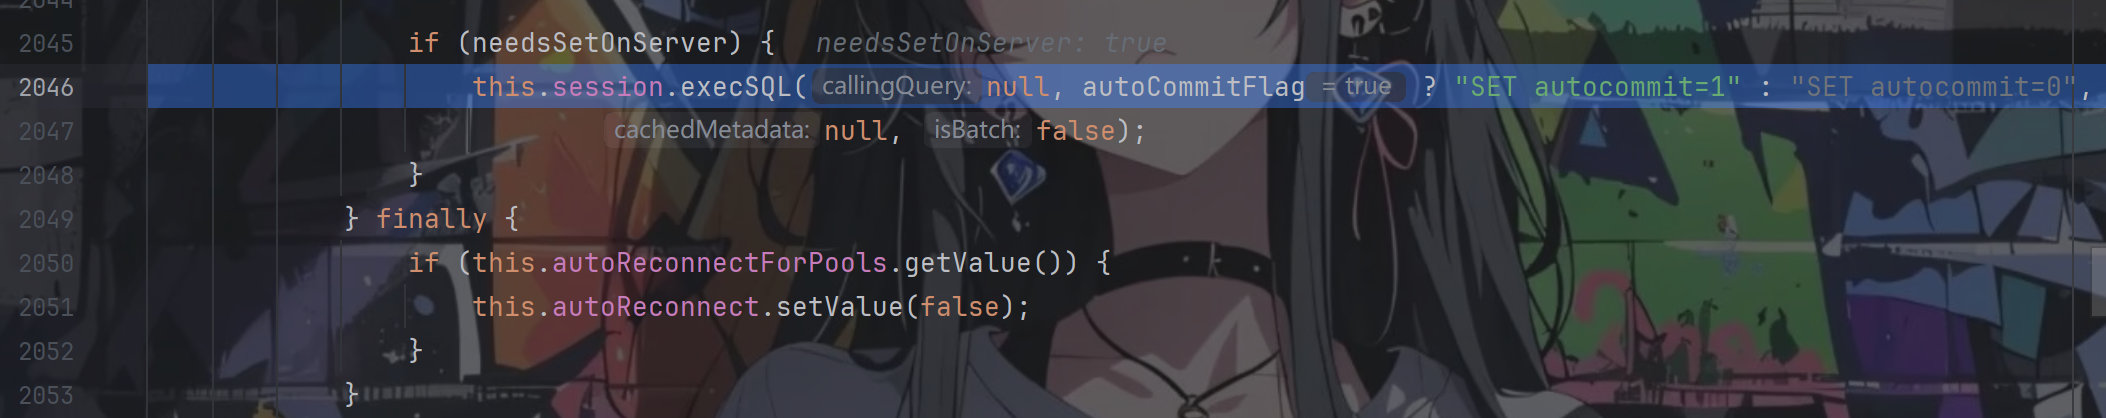 2044
2045 if (needsSetOnServer) { needsSetOnServer: true
2046 this.session.execSQL( callingQuery: null, autoCommitFlag = true ? "SET autocommit=1" : "SET autocommit=0",
2047 cachedMetadata: null, isBatch: false);
2048 }
2049 } finally {
2050 if (this.autoReconnectForPools.getValue()) {
2051 this.autoReconnect.setValue(false);
2052 }
2053 }